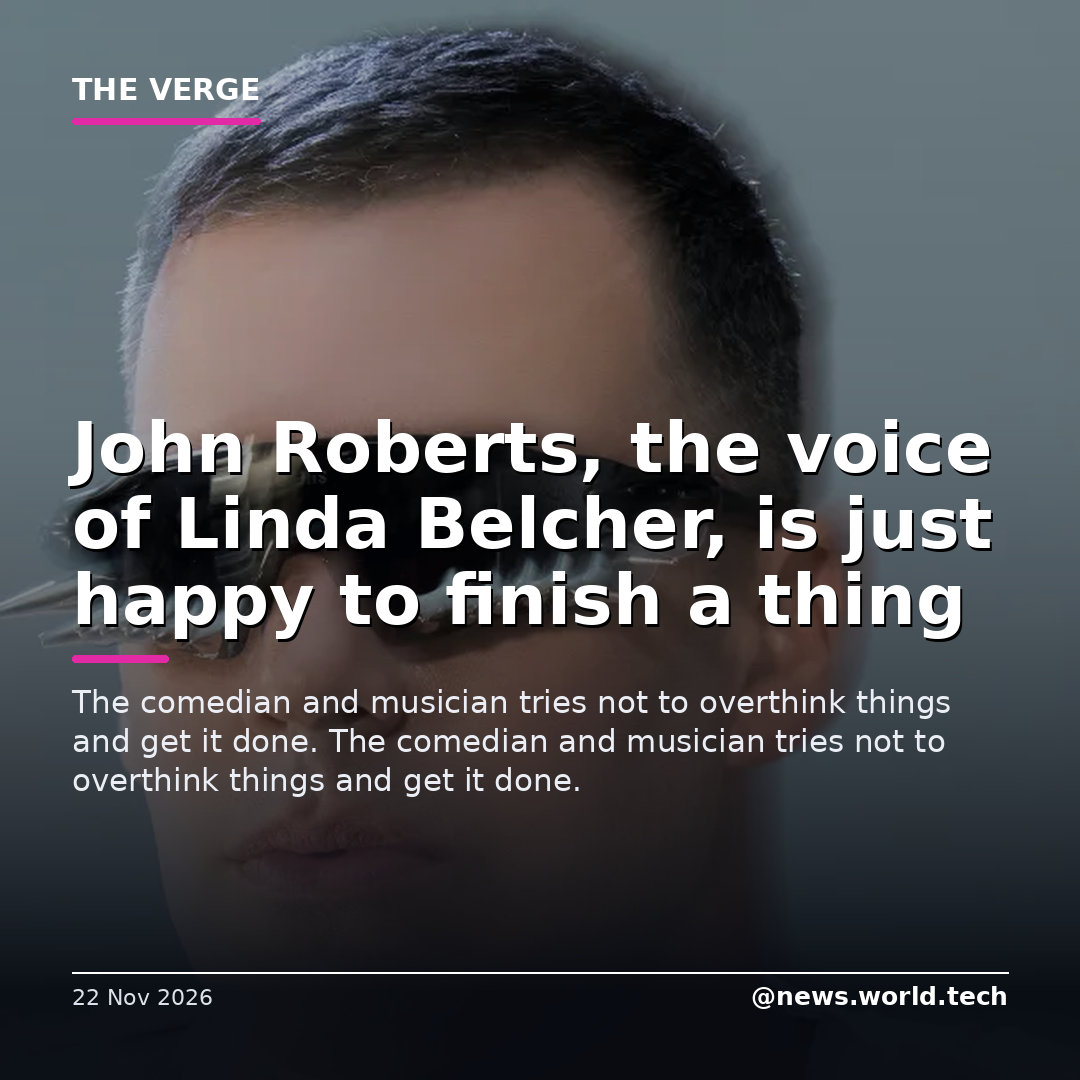 THE VERGE
John Roberts, the voice
of Linda Belcher, is just
happy to finish a thing
The comedian and musician tries not to overthink things
and get it done. The comedian and musician tries not to
overthink things and get it done.
22 Nov 2026
@news.world.tech